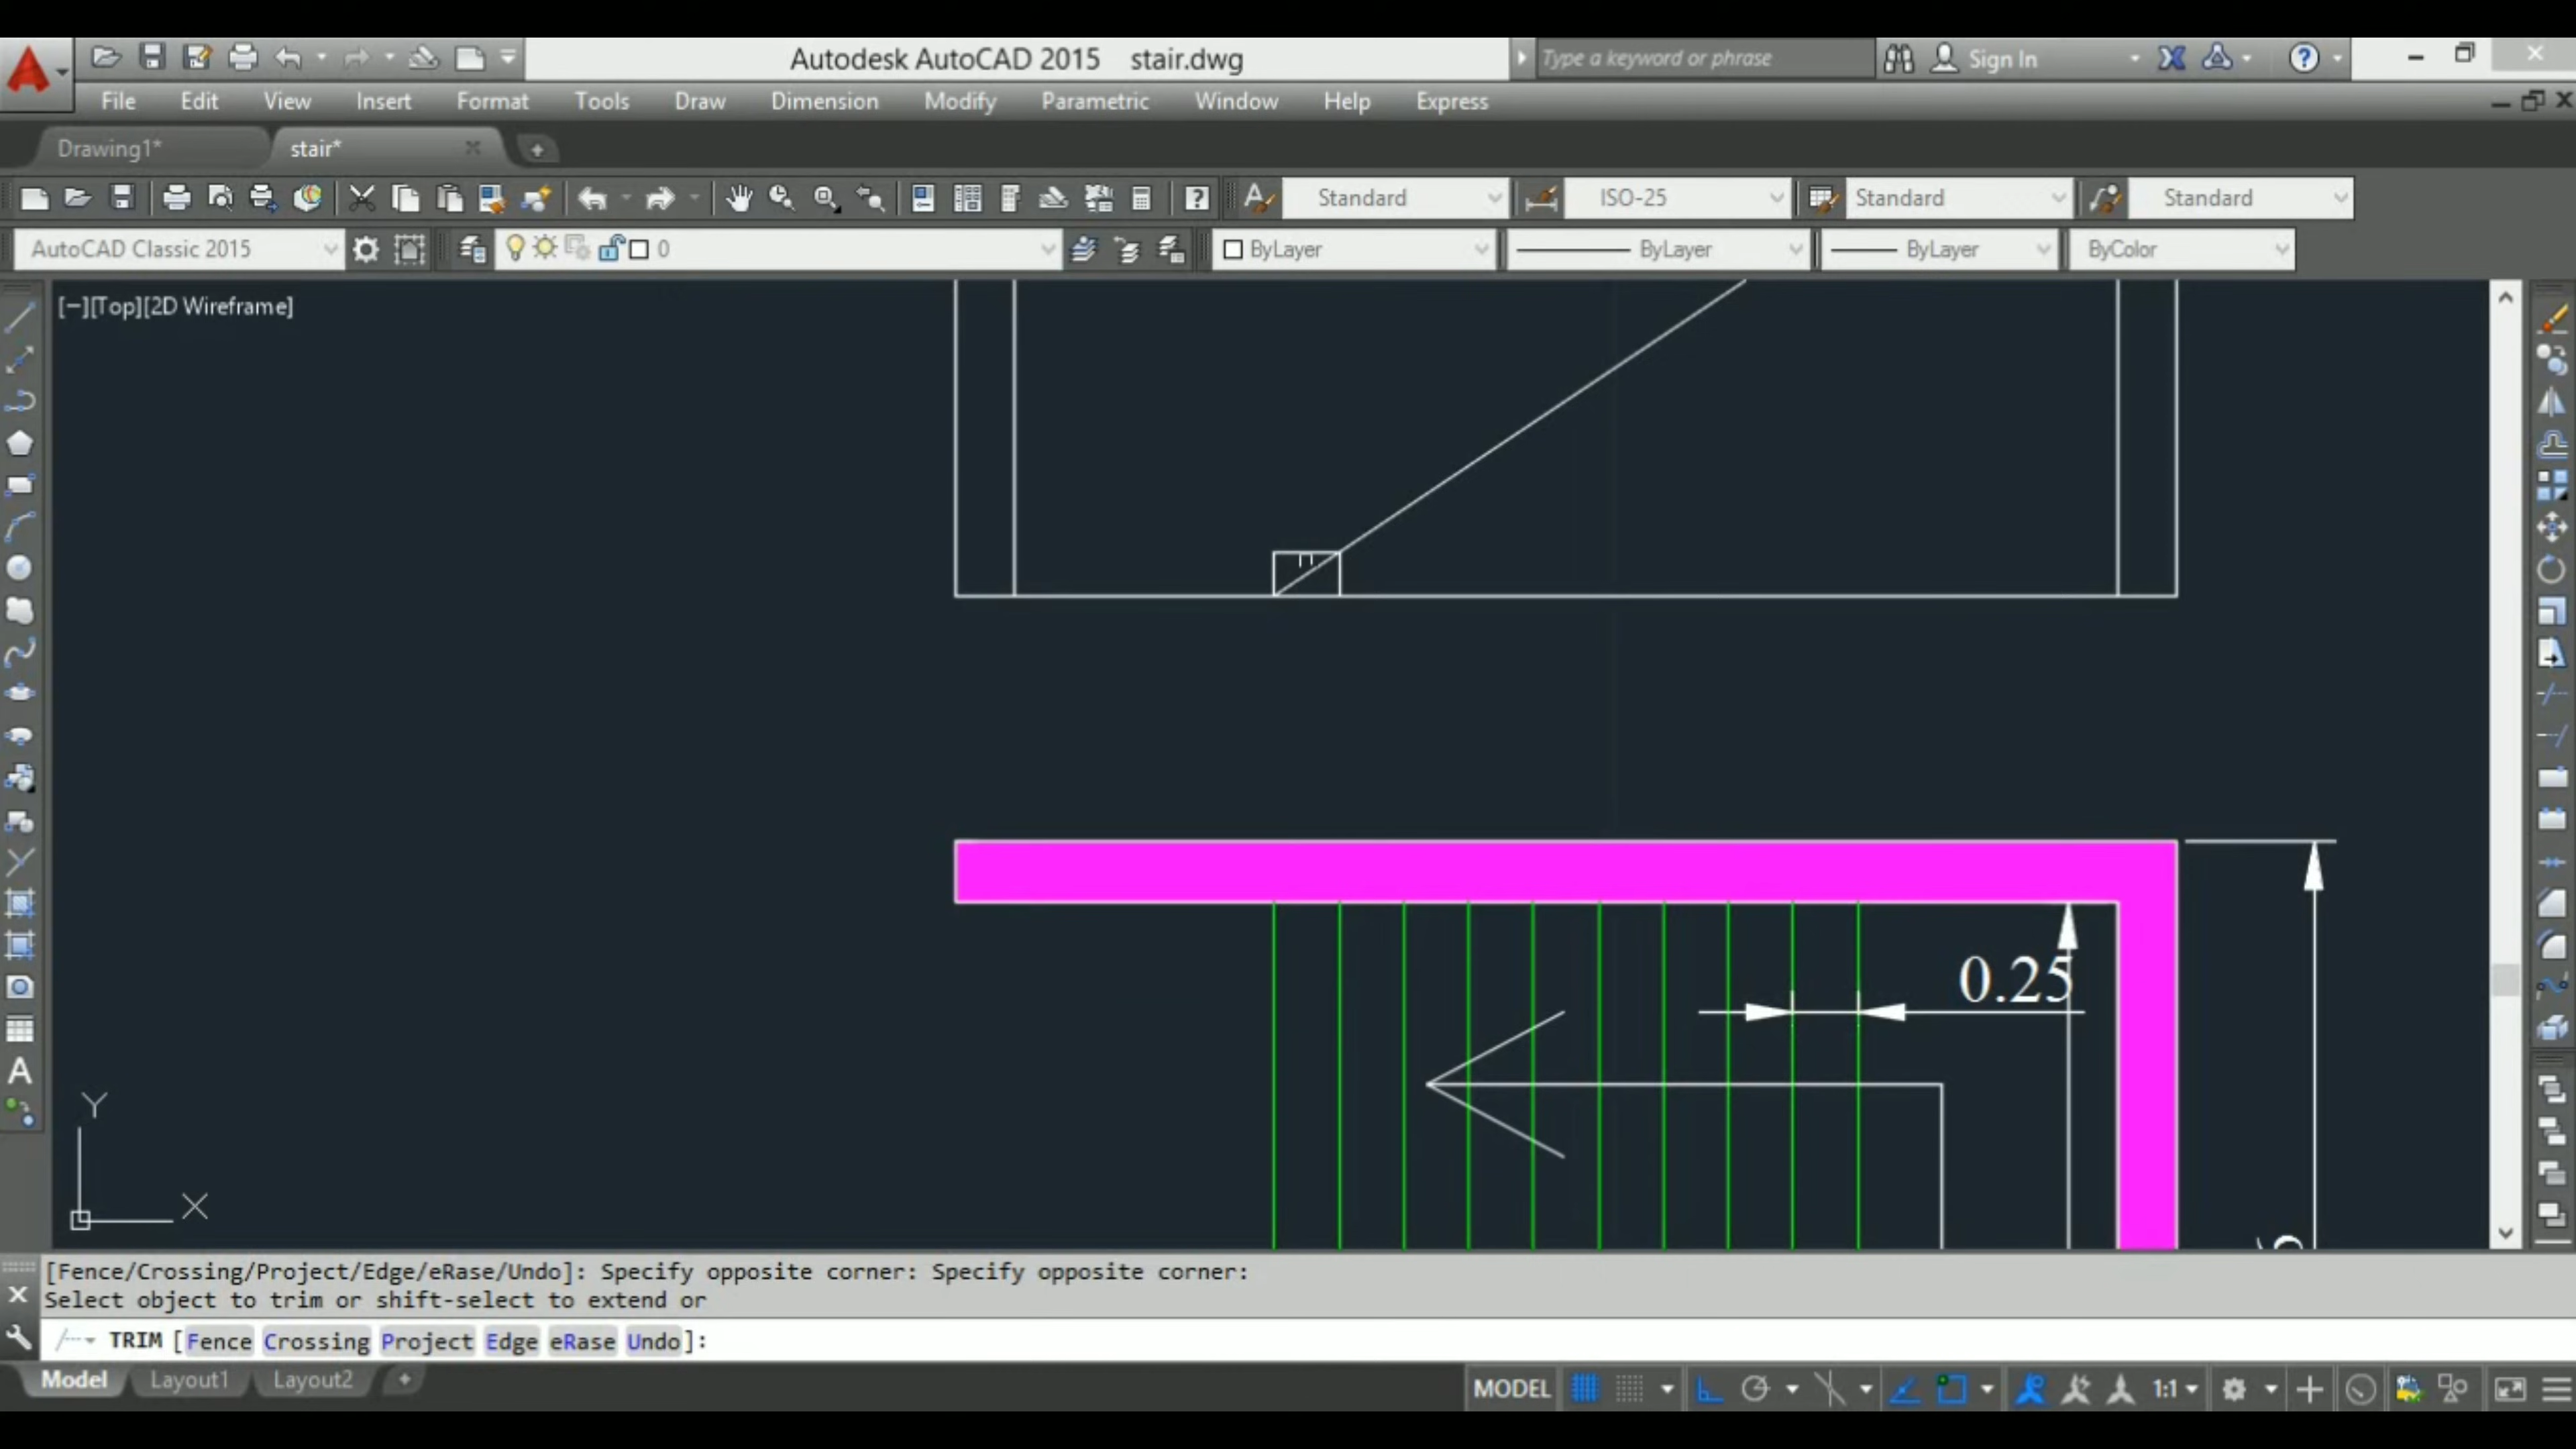 Autodesk AutoCAD 2015 stair.dwg
Type a keyword or phrase
Sign In
File Edit View Insert Format Tools Draw Dimension Modify Parametric Window Help Express
Drawing1*
stair*
Standard
ISO-25
Standard
Standard
AutoCAD Classic 2015
0
ByLayer
ByLayer
ByLayer
ByColor
[−][Top][2D Wireframe]
0.25
Y
X
[Fence/Crossing/Project/Edge/eRase/Undo]: Specify opposite corner: Specify opposite corner:
Select object to trim or shift-select to extend or
TRIM [Fence Crossing Project Edge eRase Undo]:
Model Layout1 Layout2
MODEL
1:1